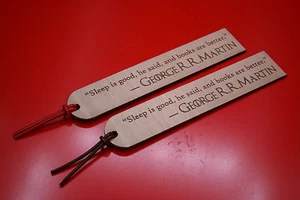 “Sleep is good, he said, and books are better.”
— George R.R. Martin
“Sleep is good, he said, and books are better.”
— George R.R. Martin